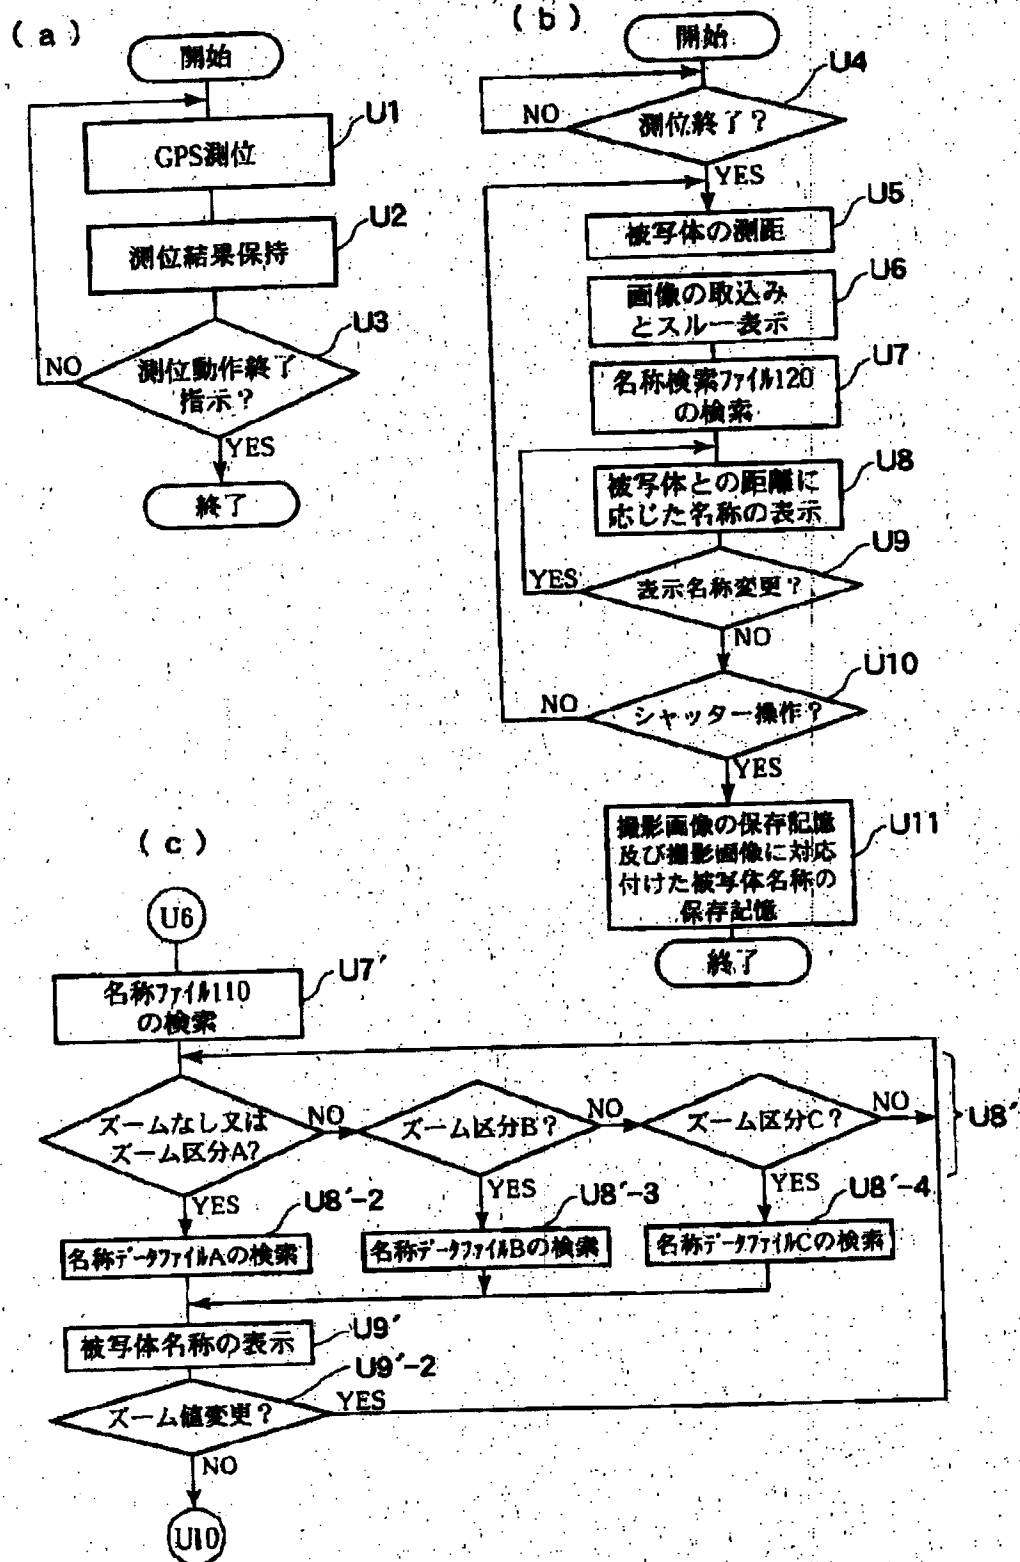 (a)
開始
U1
GPS測位
U2
測位結果保持
U3
測位動作終了
指示?
NO
YES
終了
(b)
開始
U4
測位終了?
NO
YES
U5
被写体の測距
U6
画像の取込み
とスルー表示
U7
名称検索ファイル120
の検索
U8
被写体との距離に
応じた名称の表示
U9
表示名称変更?
YES
NO
U10
シャッター操作?
NO
YES
U11
撮影画像の保存記憶
及び撮影画像に対応
付けた被写体名称の
保存記憶
終了
(c)
U6
U7′
名称ファイル110
の検索
ズームなし又は
ズーム区分A?
NO
ズーム区分B?
NO
ズーム区分C?
NO
U8′
YES
U8′-2
YES
U8′-3
YES
U8′-4
名称データファイルAの検索
名称データファイルBの検索
名称データファイルCの検索
U9′
被写体名称の表示
U9′-2
ズーム値変更?
YES
NO
U10